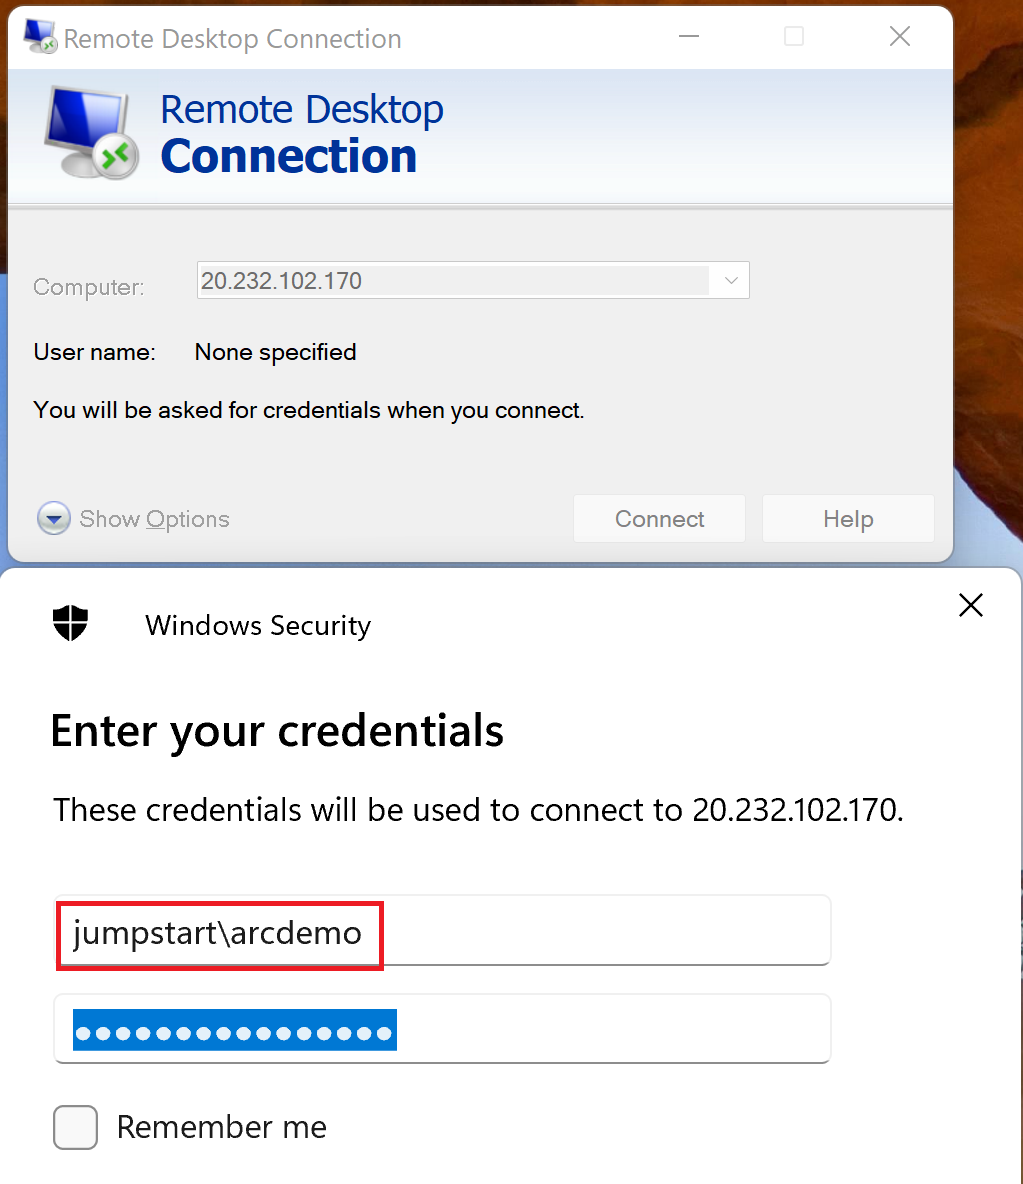 Remote Desktop Connection
Remote Desktop
Connection
Computer: 20.232.102.170
User name: None specified
You will be asked for credentials when you connect.
Show Options Connect Help
Windows Security
Enter your credentials
These credentials will be used to connect to 20.232.102.170.
jumpstart\arcdemo
Remember me